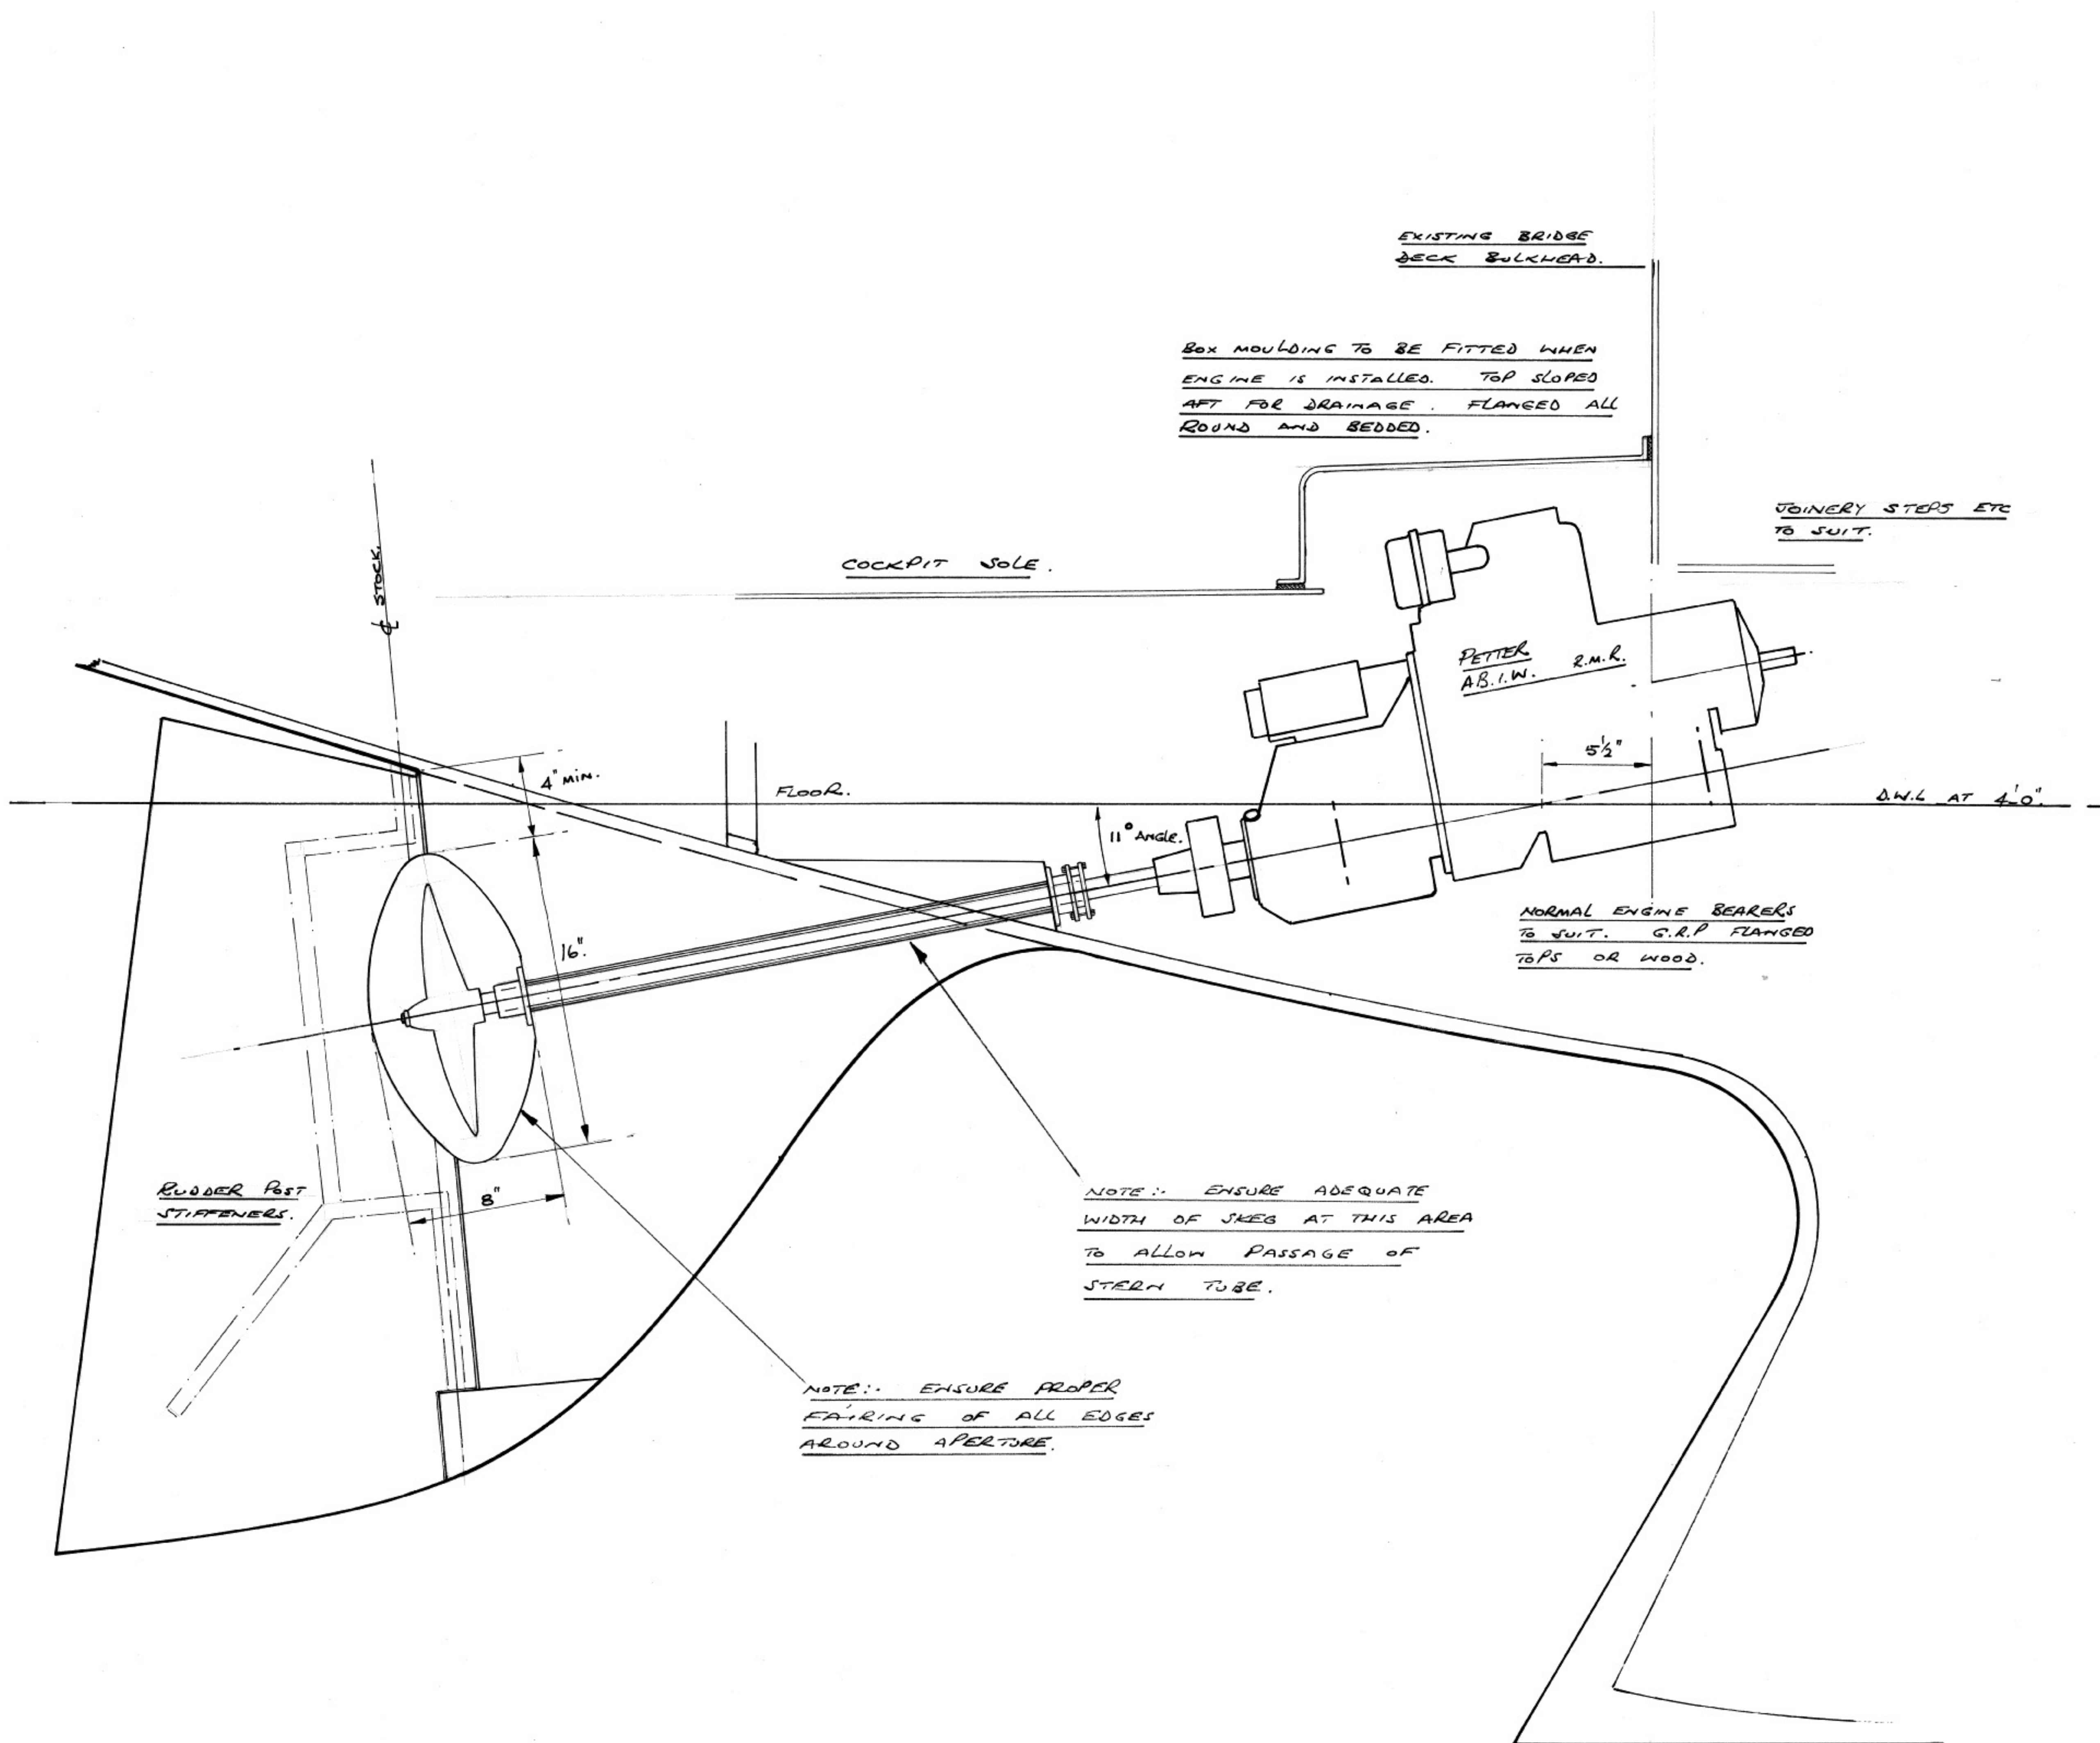 EXISTING BRIDGE
DECK BULKHEAD.
BOX MOULDING TO BE FITTED WHEN
ENGINE IS INSTALLED. TOP SLOPED
AFT FOR DRAINAGE. FLANGED ALL
ROUND AND BEDDED.
JOINERY STEPS ETC
TO SUIT.
COCKPIT SOLE.
℄ STOCK.
PETTER
A.B.I.W. R.M.R.
5½"
4" MIN.
FLOOR.
D.W.L AT 4'0".
11° ANGLE.
NORMAL ENGINE BEARERS
TO SUIT. G.R.P FLANGED
TOPS OR WOOD.
16".
RUDDER POST
STIFFENERS.
8"
NOTE:- ENSURE ADEQUATE
WIDTH OF SKEG AT THIS AREA
TO ALLOW PASSAGE OF
STERN TUBE.
NOTE:- ENSURE PROPER
FAIRING OF ALL EDGES
AROUND APERTURE.